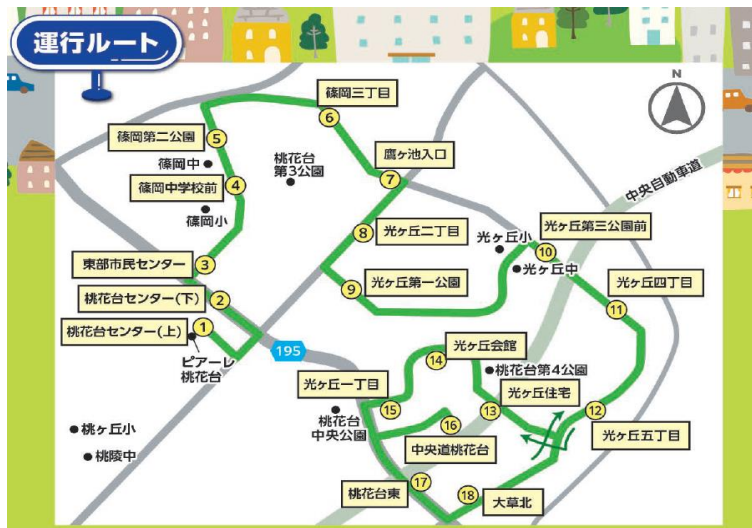 運行ルート
N
篠岡三丁目
6
篠岡第二公園
5
篠岡中
桃花台
第3公園
鷹ヶ池入口
7
中央自動車道
篠岡中学校前
4
篠岡小
8
光ヶ丘二丁目
光ヶ丘小
光ヶ丘第三公園前
10
光ヶ丘中
東部市民センター
3
9
光ヶ丘第一公園
光ヶ丘四丁目
11
桃花台センター(下)
2
桃花台センター(上)
1
ピアーレ
桃花台
195
光ヶ丘会館
14
桃花台第4公園
光ヶ丘一丁目
15
光ヶ丘住宅
13
12
桃花台
中央公園
16
中央道桃花台
光ヶ丘五丁目
桃ヶ丘小
桃陵中
桃花台東
17
18
大草北